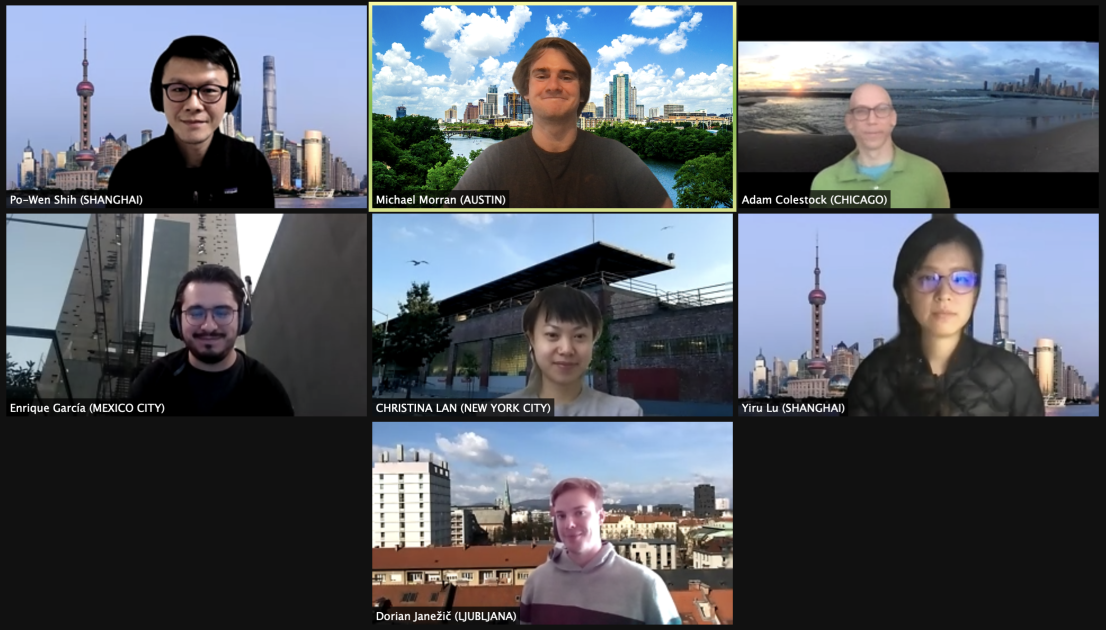 Po-Wen Shih (SHANGHAI)
Michael Morran (AUSTIN)
Adam Colestock (CHICAGO)
Enrique García (MEXICO CITY)
CHRISTINA LAN (NEW YORK CITY)
Yiru Lu (SHANGHAI)
Dorian Janežič (LJUBLJANA)